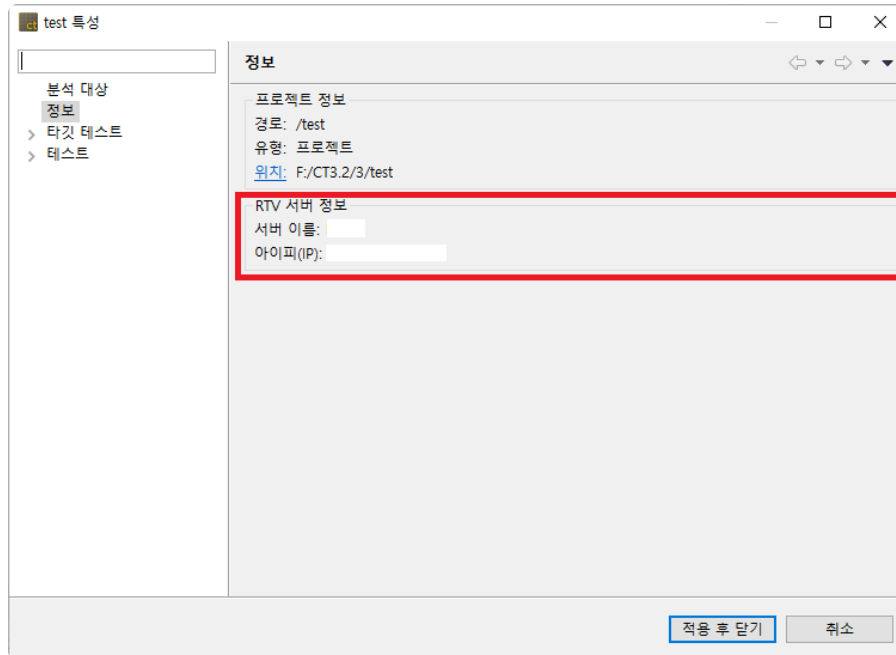 ct test 특성
정보
분석 대상
정보
타깃 테스트
테스트
프로젝트 정보
경로: /test
유형: 프로젝트
위치: F:/CT3.2/3/test
RTV 서버 정보
서버 이름:
아이피(IP):
적용 후 닫기
취소